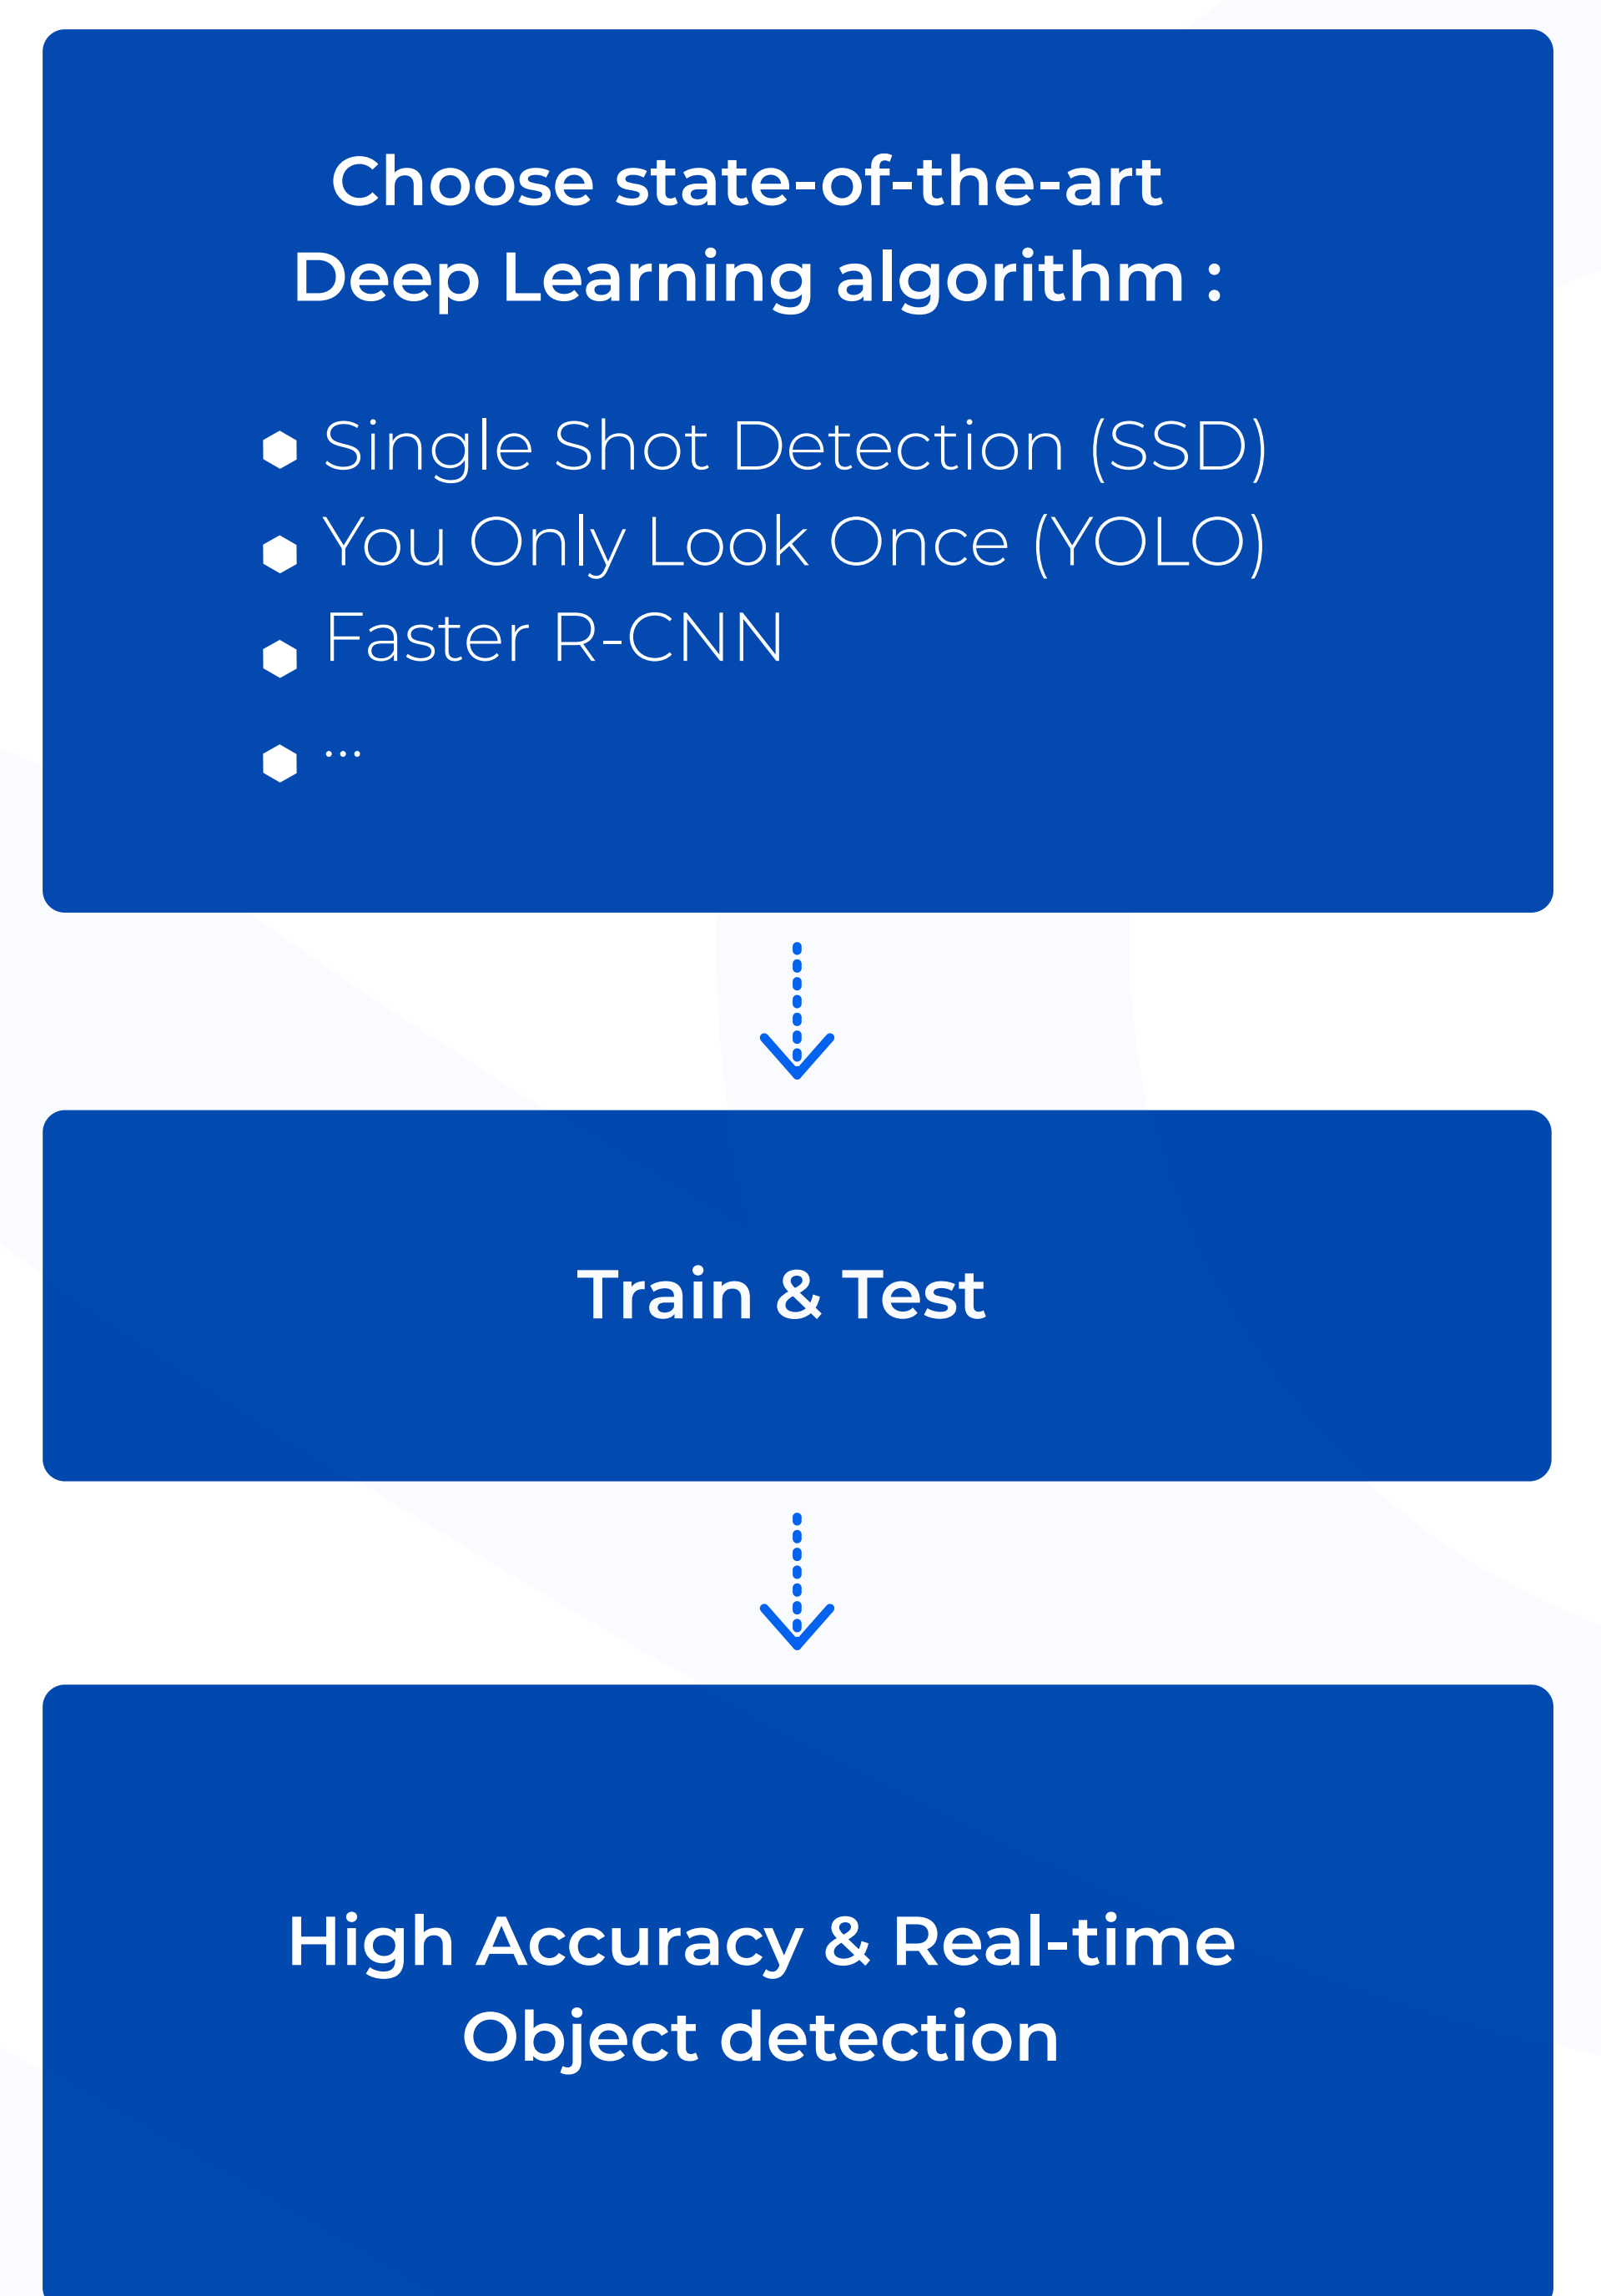 Choose state-of-the-art
Deep Learning algorithm :
Single Shot Detection (SSD)
You Only Look Once (YOLO)
Faster R-CNN
...
Train & Test
High Accuracy & Real-time
Object detection